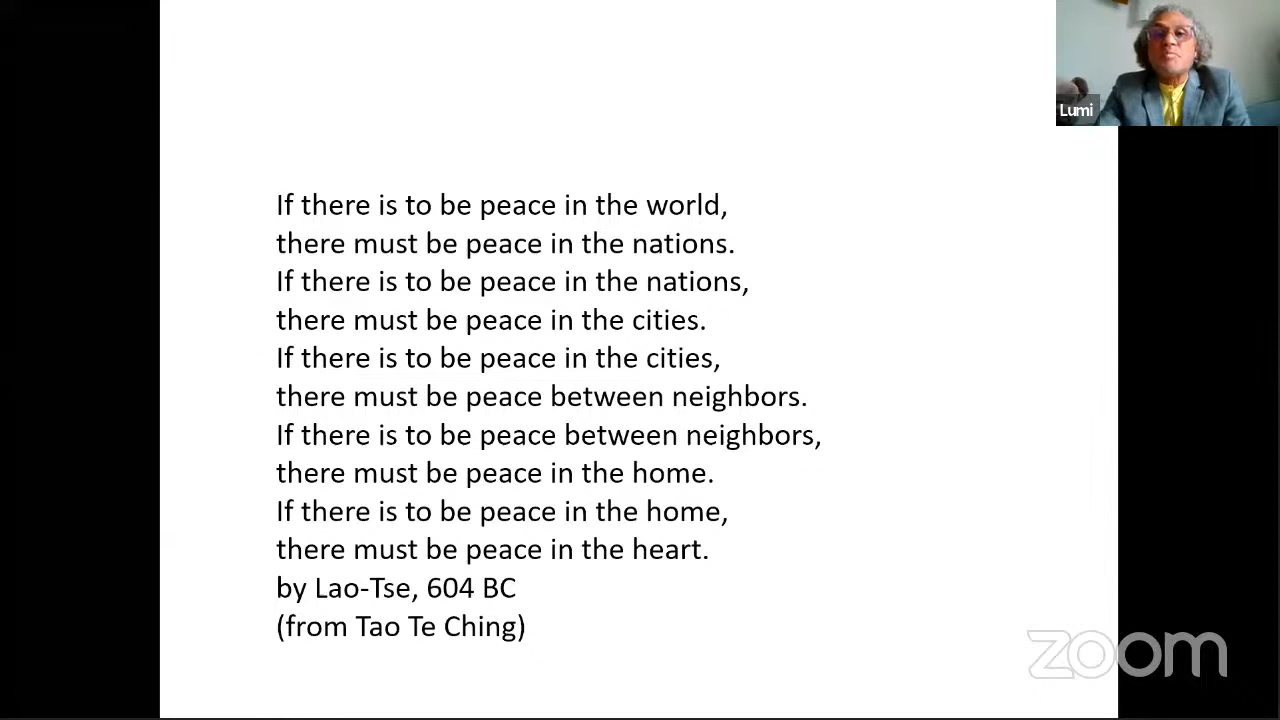 Lumi
If there is to be peace in the world,
there must be peace in the nations.
If there is to be peace in the nations,
there must be peace in the cities.
If there is to be peace in the cities,
there must be peace between neighbors.
If there is to be peace between neighbors,
there must be peace in the home.
If there is to be peace in the home,
there must be peace in the heart.
by Lao-Tse, 604 BC
(from Tao Te Ching)
zoom